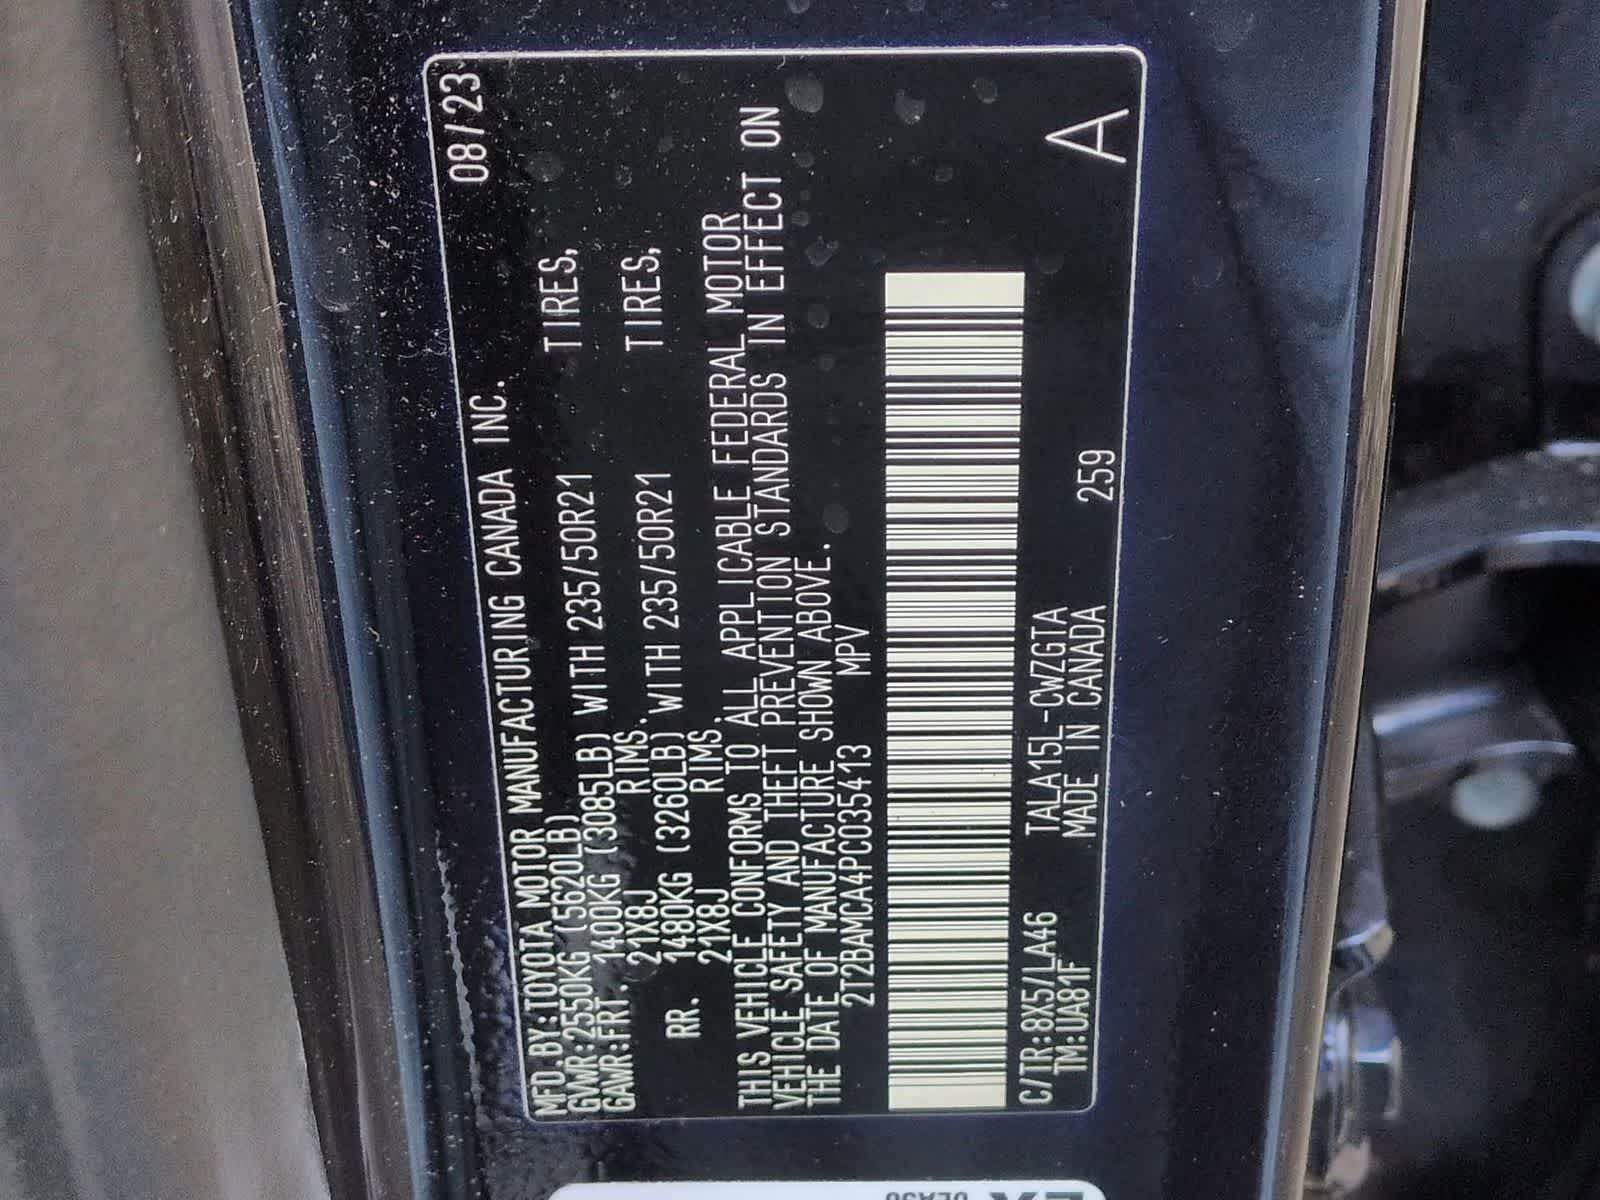 MFD.BY:TOYOTA MOTOR MANUFACTURING CANADA INC. 08/23
GVWR:2550KG (5620LB)
GAWR:FRT. 1400KG (3085LB) WITH 235/50R21 TIRES,
21X8J RIMS.
RR. 1480KG (3260LB) WITH 235/50R21 TIRES,
21X8J RIMS.
THIS VEHICLE CONFORMS TO ALL APPLICABLE FEDERAL MOTOR
VEHICLE SAFETY AND THEFT PREVENTION STANDARDS IN EFFECT ON
THE DATE OF MANUFACTURE SHOWN ABOVE.
2T2BAMCA4PC035413 MPV
C/TR:8X5/LA46 TALA15L-CWZGTA 259
TM:UA81F MADE IN CANADA A